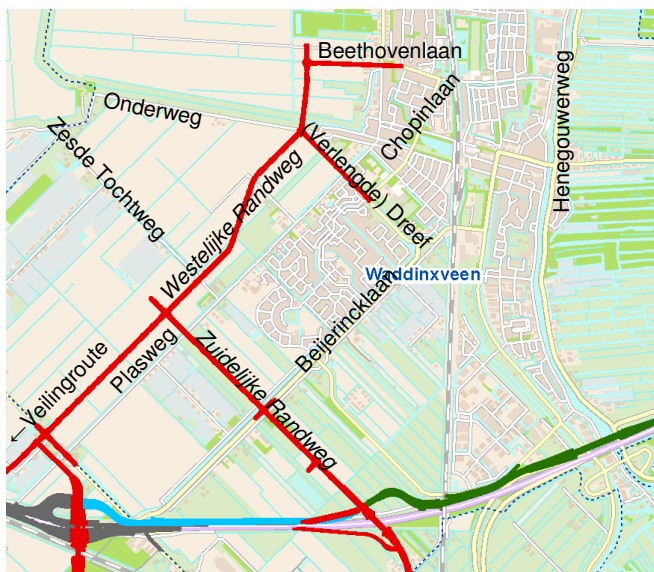 Beethovenlaan
Onderweg
Chopinlaan
Henegouwerweg
Zesde Tochtweg
(Verlengde) Dreef
Westelijke Randweg
Waddinxveen
Beijerincklaan
Plasweg
Zuidelijke Randweg
←Veilingroute